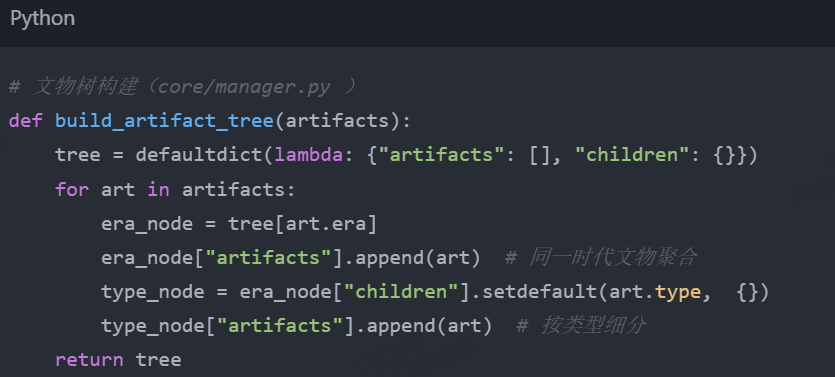 Python
# 文物树构建（core/manager.py ）
def build_artifact_tree(artifacts):
    tree = defaultdict(lambda: {"artifacts": [], "children": {}})
    for art in artifacts:
        era_node = tree[art.era]
        era_node["artifacts"].append(art)  # 同一时代文物聚合
        type_node = era_node["children"].setdefault(art.type,  {})
        type_node["artifacts"].append(art)  # 按类型细分
    return tree